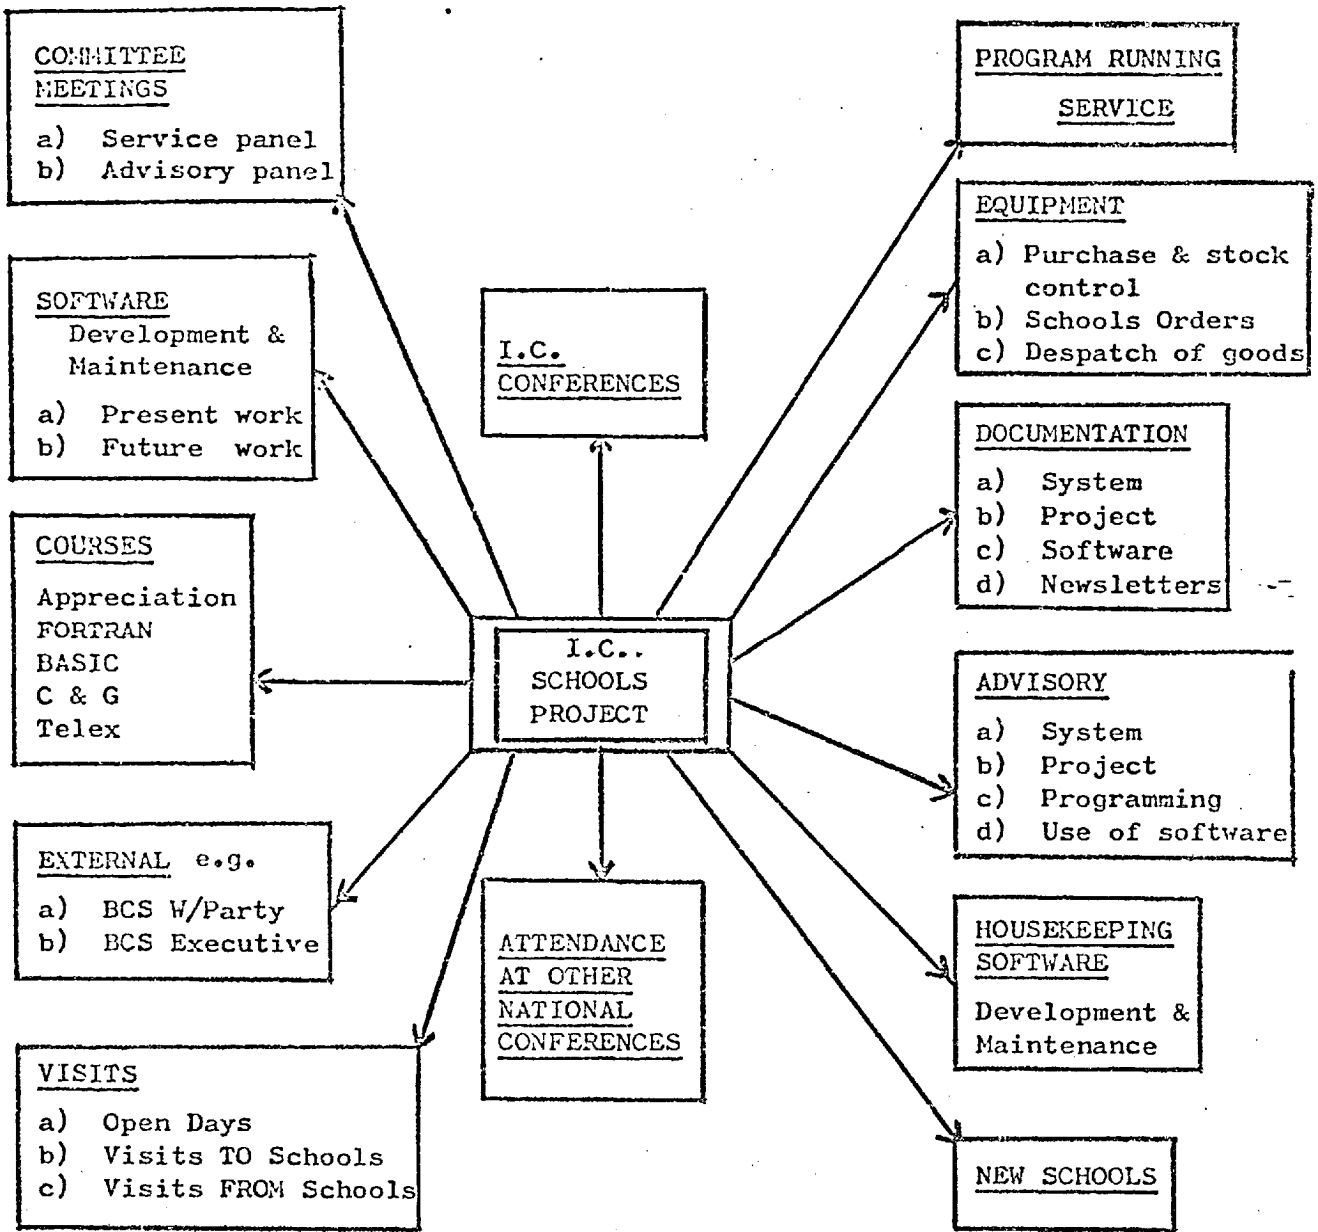 COMMITTEE
MEETINGS
a) Service panel
b) Advisory panel
SOFTWARE
Development &
Maintenance
a) Present work
b) Future work
COURSES
Appreciation
FORTRAN
BASIC
C & G
Telex
EXTERNAL e.g.
a) BCS W/Party
b) BCS Executive
VISITS
a) Open Days
b) Visits TO Schools
c) Visits FROM Schools
I.C.
CONFERENCES
I.C..
SCHOOLS
PROJECT
ATTENDANCE
AT OTHER
NATIONAL
CONFERENCES
PROGRAM RUNNING
SERVICE
EQUIPMENT
a) Purchase & stock
control
b) Schools Orders
c) Despatch of goods
DOCUMENTATION
a) System
b) Project
c) Software
d) Newsletters
ADVISORY
a) System
b) Project
c) Programming
d) Use of software
HOUSEKEEPING
SOFTWARE
Development &
Maintenance
NEW SCHOOLS